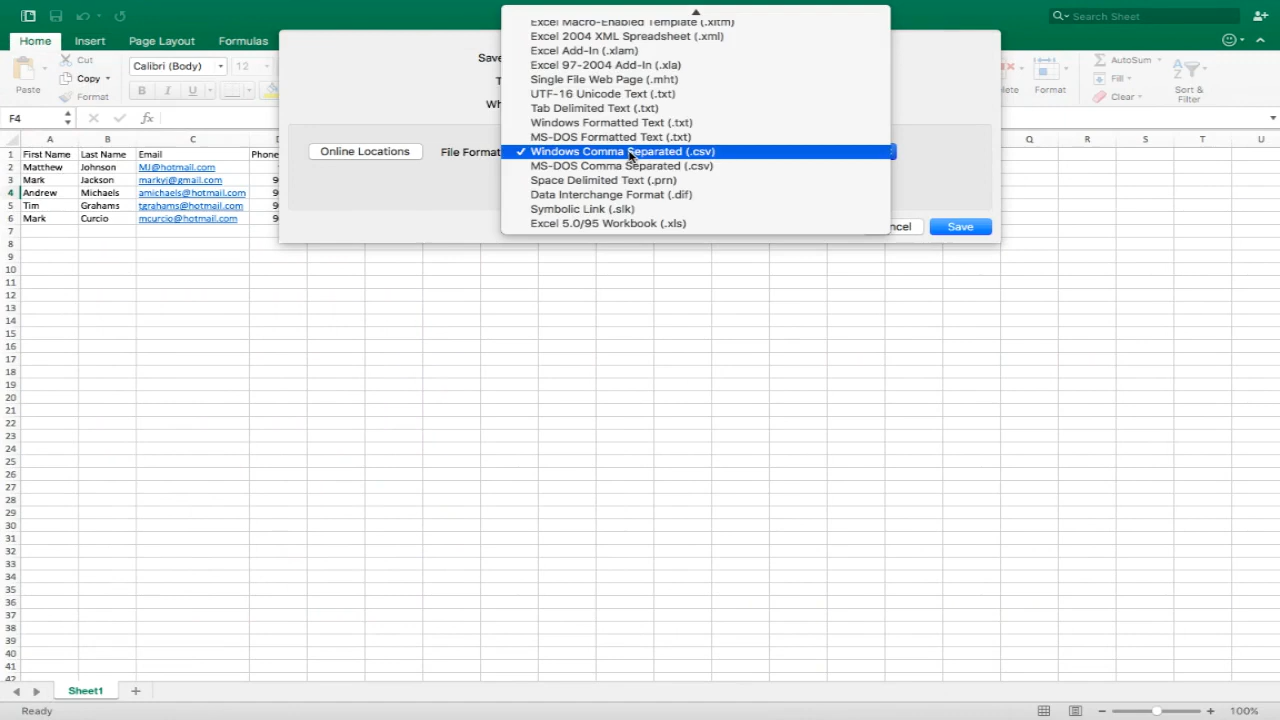 Search Sheet
Home Insert Page Layout Formulas
Paste
Cut
Copy
Format
Calibri (Body) 12
B I U
AutoSum
Fill
Clear
Format
Sort &
Filter
F4
fx
Excel Macro-Enabled Template (.xltm)
Excel 2004 XML Spreadsheet (.xml)
Excel Add-In (.xlam)
Excel 97-2004 Add-In (.xla)
Single File Web Page (.mht)
UTF-16 Unicode Text (.txt)
Tab Delimited Text (.txt)
Windows Formatted Text (.txt)
MS-DOS Formatted Text (.txt)
✓ Windows Comma Separated (.csv)
MS-DOS Comma Separated (.csv)
Space Delimited Text (.prn)
Data Interchange Format (.dif)
Symbolic Link (.slk)
Excel 5.0/95 Workbook (.xls)
Online Locations
File Format
Save
A B C Q R S T U
1 First Name Last Name Email Phone
2 Matthew Johnson MJ@hotmail.com
3 Mark Jackson markyj@gmail.com 9
4 Andrew Michaels amichaels@hotmail.com 9
5 Tim Grahams tgrahams@hotmail.com 9
6 Mark Curcio mcurcio@hotmail.com 9
7
8
9
10
11
12
13
14
15
16
17
18
19
20
21
22
23
24
25
26
27
28
29
30
31
32
33
34
35
36
37
38
39
40
41
42
Sheet1
Ready
100%